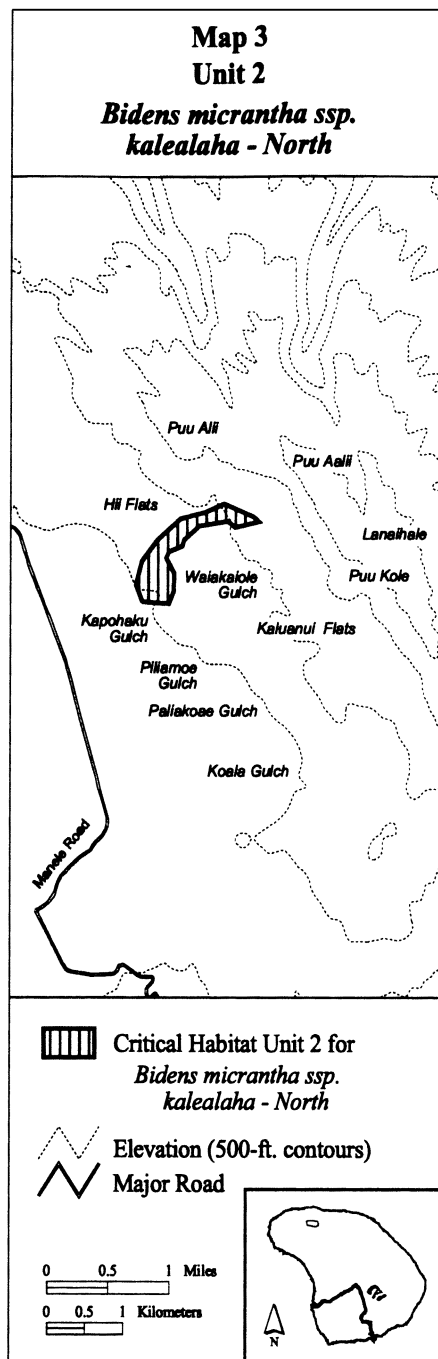 Map 3
Unit 2
Bidens micrantha ssp.
kalealaha - North
Puu Alii
Puu Aalii
Hii Flats
Lanaihale
Waiakaiole
Gulch
Puu Kole
Kapohaku
Gulch
Kaiuanui Flats
Piliamoe
Gulch
Paliakoae Gulch
Koala Gulch
Manele Road
Critical Habitat Unit 2 for
Bidens micrantha ssp.
kalealaha - North
Elevation (500-ft. contours)
Major Road
0 0.5 1 Miles
0 0.5 1 Kilometers
N